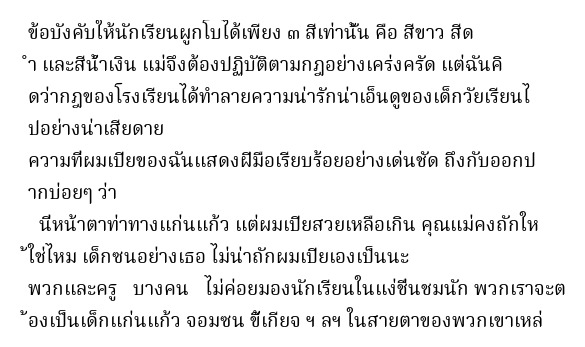 ข้อบังคับให้นักเรียนผูกโบได้เพียง ๓ สีเท่านั้น คือ สีขาว สีด
ำ และสีน้ำเงิน แม่จึงต้องปฏิบัติตามกฎอย่างเคร่งครัด แต่ฉันคิ
ดว่ากฎของโรงเรียนได้ทำลายความน่ารักน่าเอ็นดูของเด็กวัยเรียนไ
ปอย่างน่าเสียดาย
ความที่ผมเปียของฉันแสดงฝีมือเรียบร้อยอย่างเด่นชัด ถึงกับออกป
ากบ่อยๆ ว่า
นี่หน้าตาท่าทางแก่นแก้ว แต่ผมเปียสวยเหลือเกิน คุณแม่คงถักให
้ใช่ไหม เด็กซนอย่างเธอ ไม่น่าถักผมเปียเองเป็นนะ
พวกและครู บางคน ไม่ค่อยมองนักเรียนในแง่ชื่นชมนัก พวกเราจะต
้องเป็นเด็กแก่นแก้ว จอมซน ขี้เกียจ ฯ ลฯ ในสายตาของพวกเขาเหล่